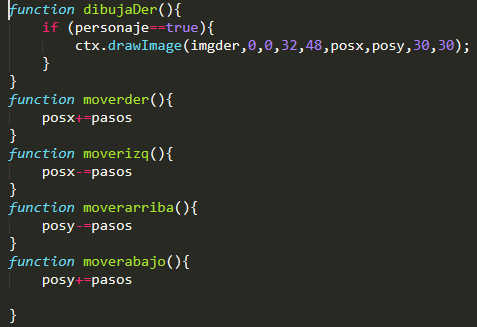 function dibujaDer(){
    if (personaje==true){
        ctx.drawImage(imgder,0,0,32,48,posx,posy,30,30);
    }
}
function moverder(){
    posx+=pasos
}
function moverizq(){
    posx-=pasos
}
function moverarriba(){
    posy-=pasos
}
function moverabajo(){
    posy+=pasos

}